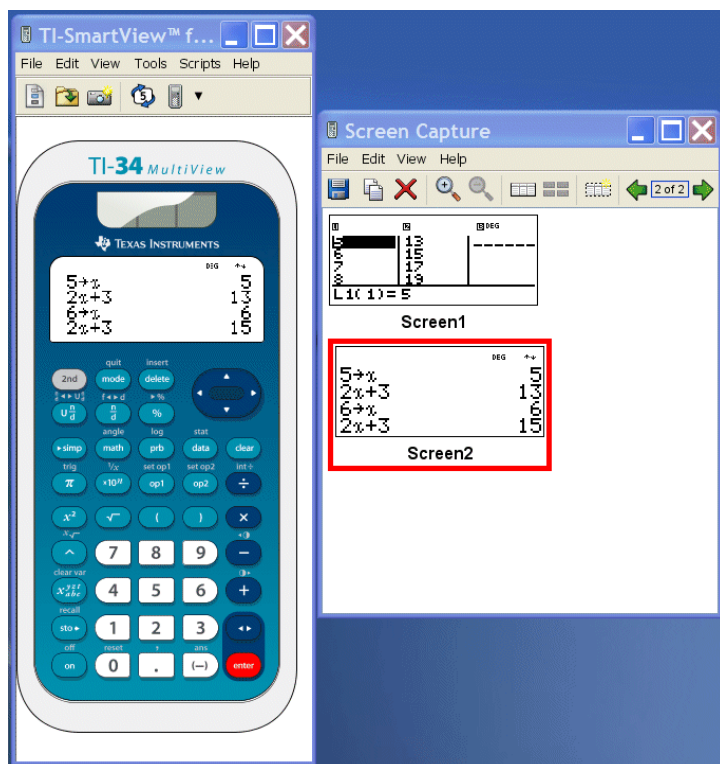 TI-SmartView™ f...
File Edit View Tools Scripts Help
5
TI-34 MultiView
TEXAS INSTRUMENTS
DEG
5→x 5
2x+3 13
6→x 6
2x+3 15
quit insert
2nd mode delete
f◄►d ►%
U n/d n/d %
angle log stat
►simp math prb data clear
trig 1/x set op1 set op2 int÷
π ×10ⁿ op1 op2 ÷
x² √ ( ) ×
x√
^ 7 8 9 −
clear var
x yzt abc 4 5 6 +
recall
sto► 1 2 3 ◄►
off reset , ans
on 0 . (−) enter
Screen Capture
File Edit View Help
2 of 2
DEG
5 13
6 15
7 17
8 19
L1(1)=5
Screen1
DEG
5→x 5
2x+3 13
6→x 6
2x+3 15
Screen2